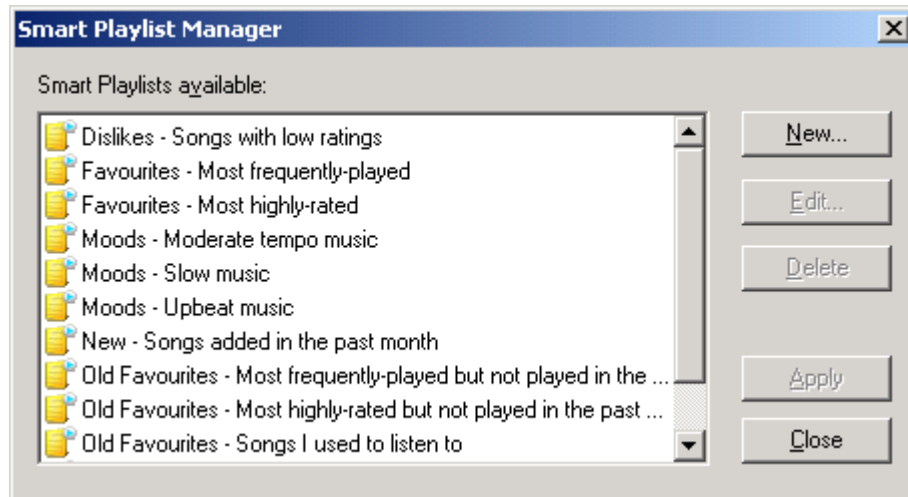 Smart Playlist Manager
Smart Playlists available:
Dislikes - Songs with low ratings
Favourites - Most frequently-played
Favourites - Most highly-rated
Moods - Moderate tempo music
Moods - Slow music
Moods - Upbeat music
New - Songs added in the past month
Old Favourites - Most frequently-played but not played in the ...
Old Favourites - Most highly-rated but not played in the past ...
Old Favourites - Songs I used to listen to
New...
Edit...
Delete
Apply
Close